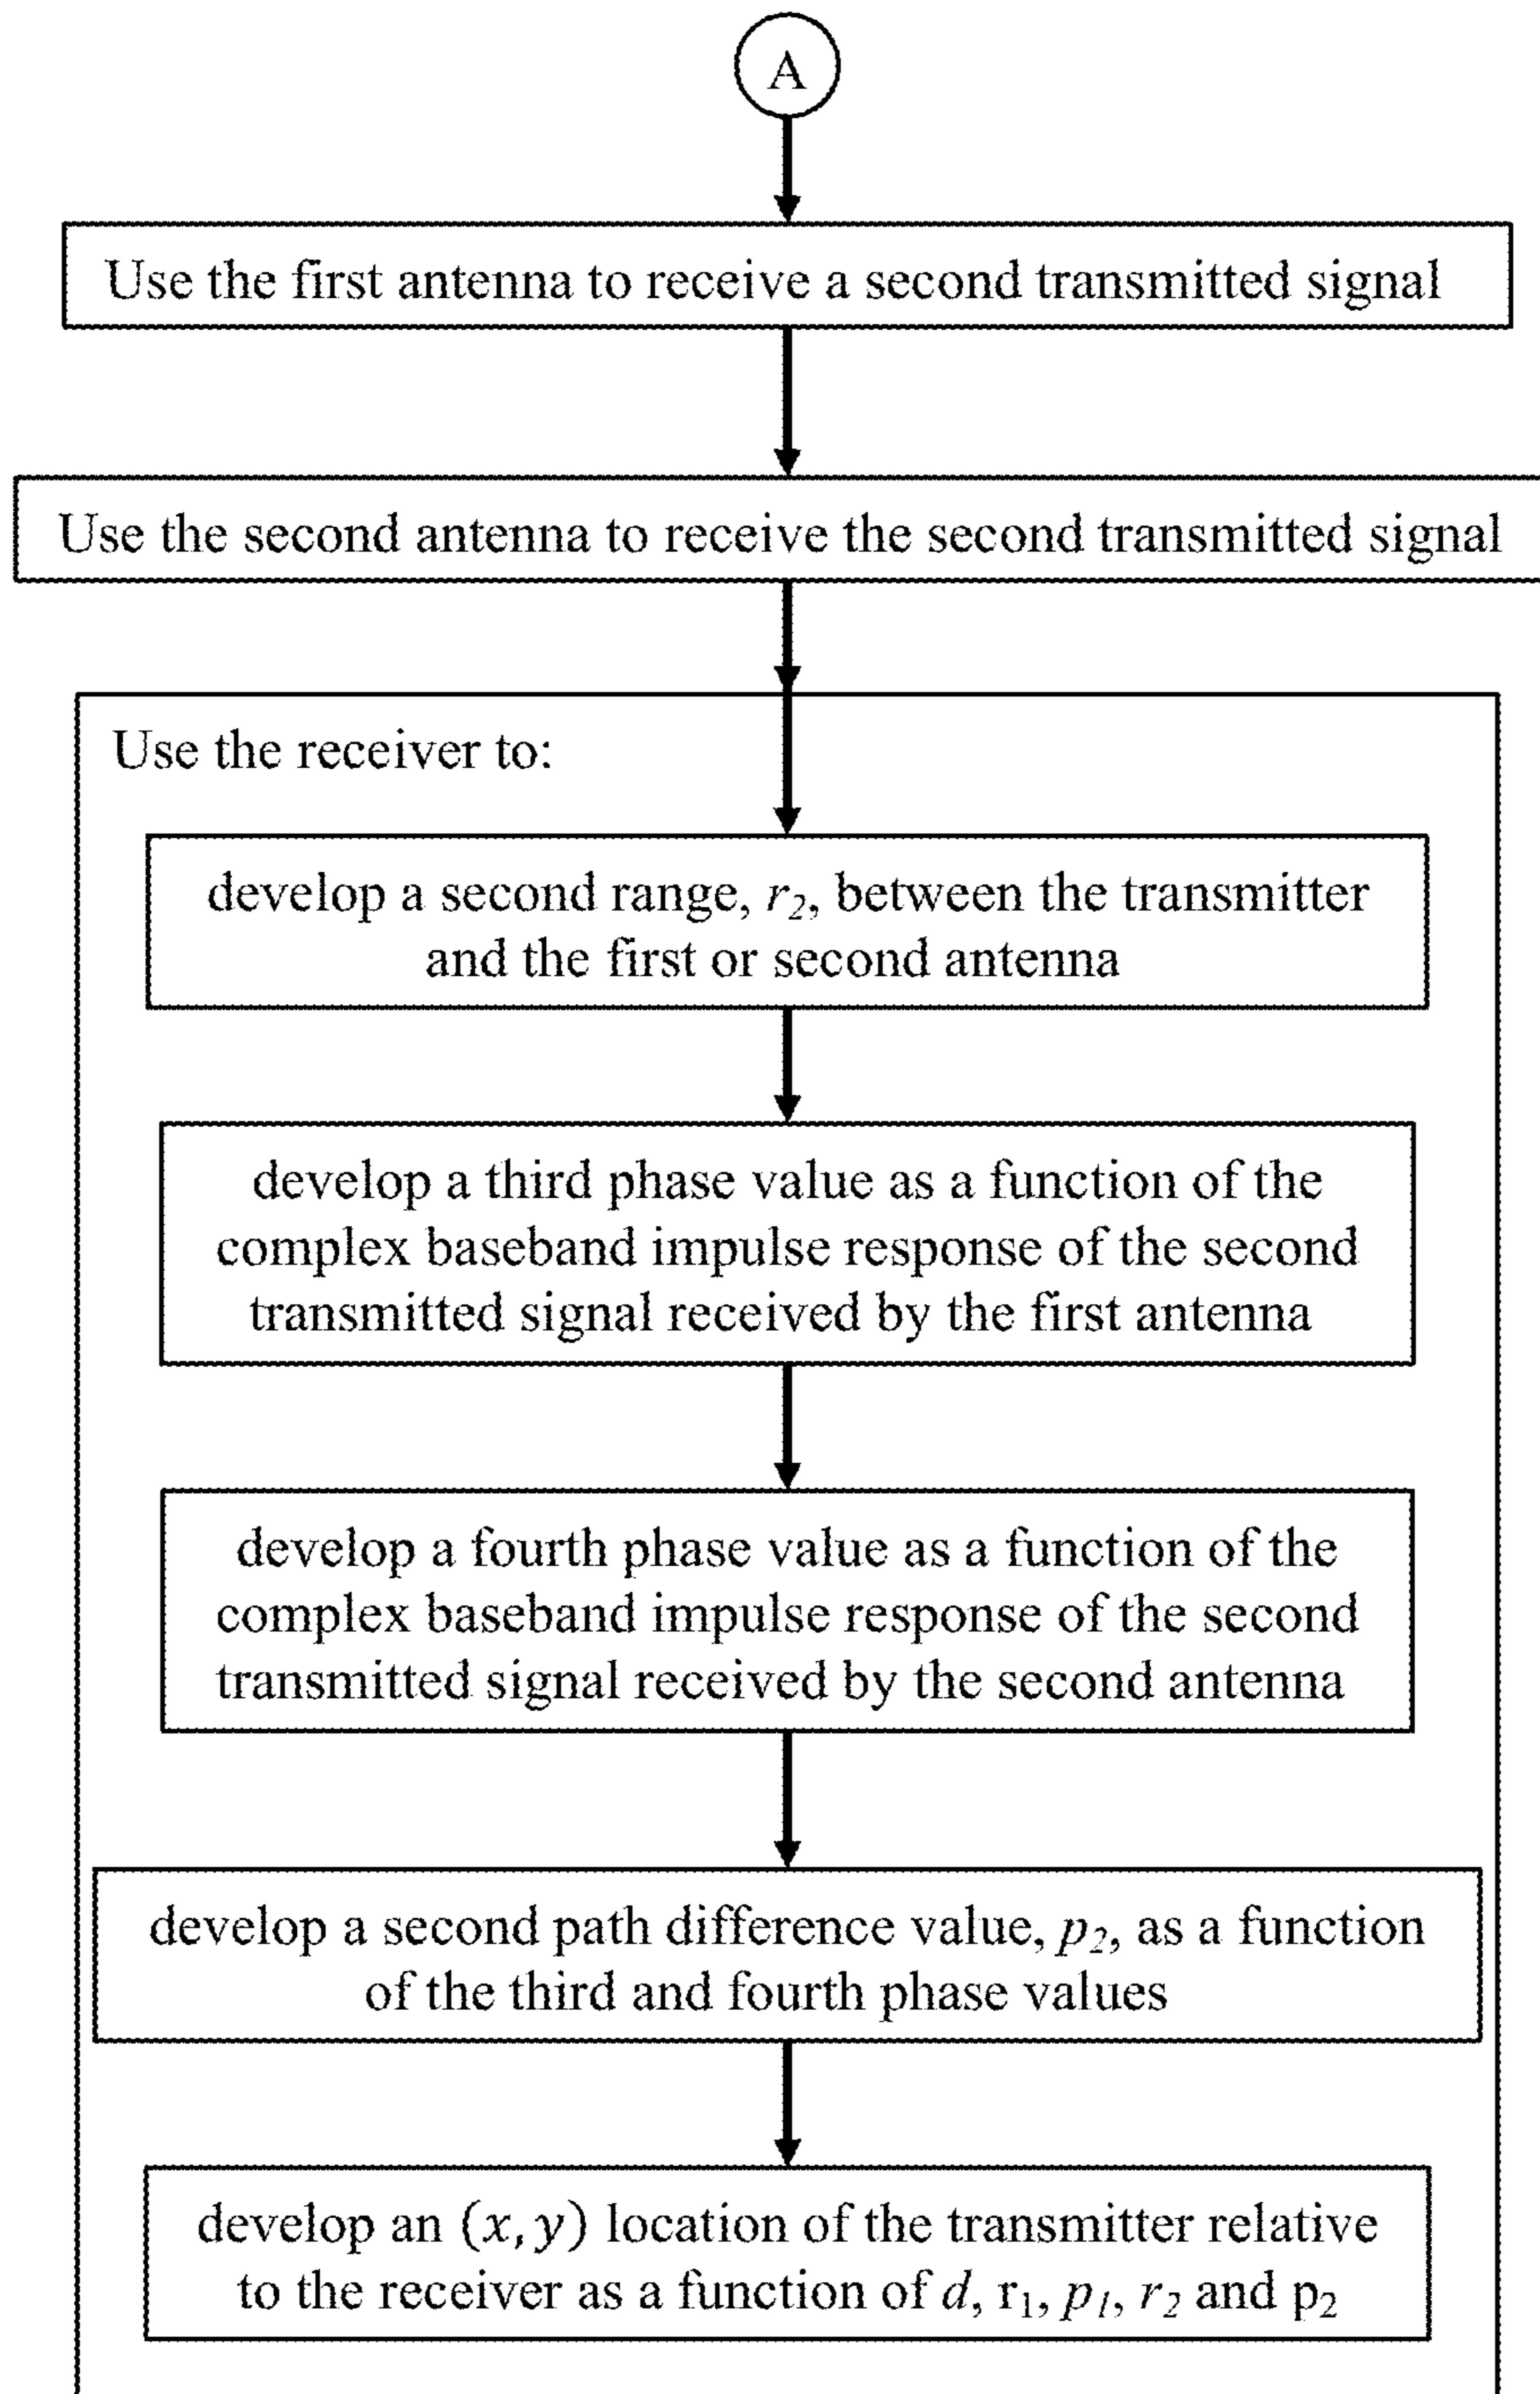 A
Use the first antenna to receive a second transmitted signal
Use the second antenna to receive the second transmitted signal
Use the receiver to:
develop a second range, r₂, between the transmitter
and the first or second antenna
develop a third phase value as a function of the
complex baseband impulse response of the second
transmitted signal received by the first antenna
develop a fourth phase value as a function of the
complex baseband impulse response of the second
transmitted signal received by the second antenna
develop a second path difference value, p₂, as a function
of the third and fourth phase values
develop an (x, y) location of the transmitter relative
to the receiver as a function of d, r₁, p₁, r₂ and p₂